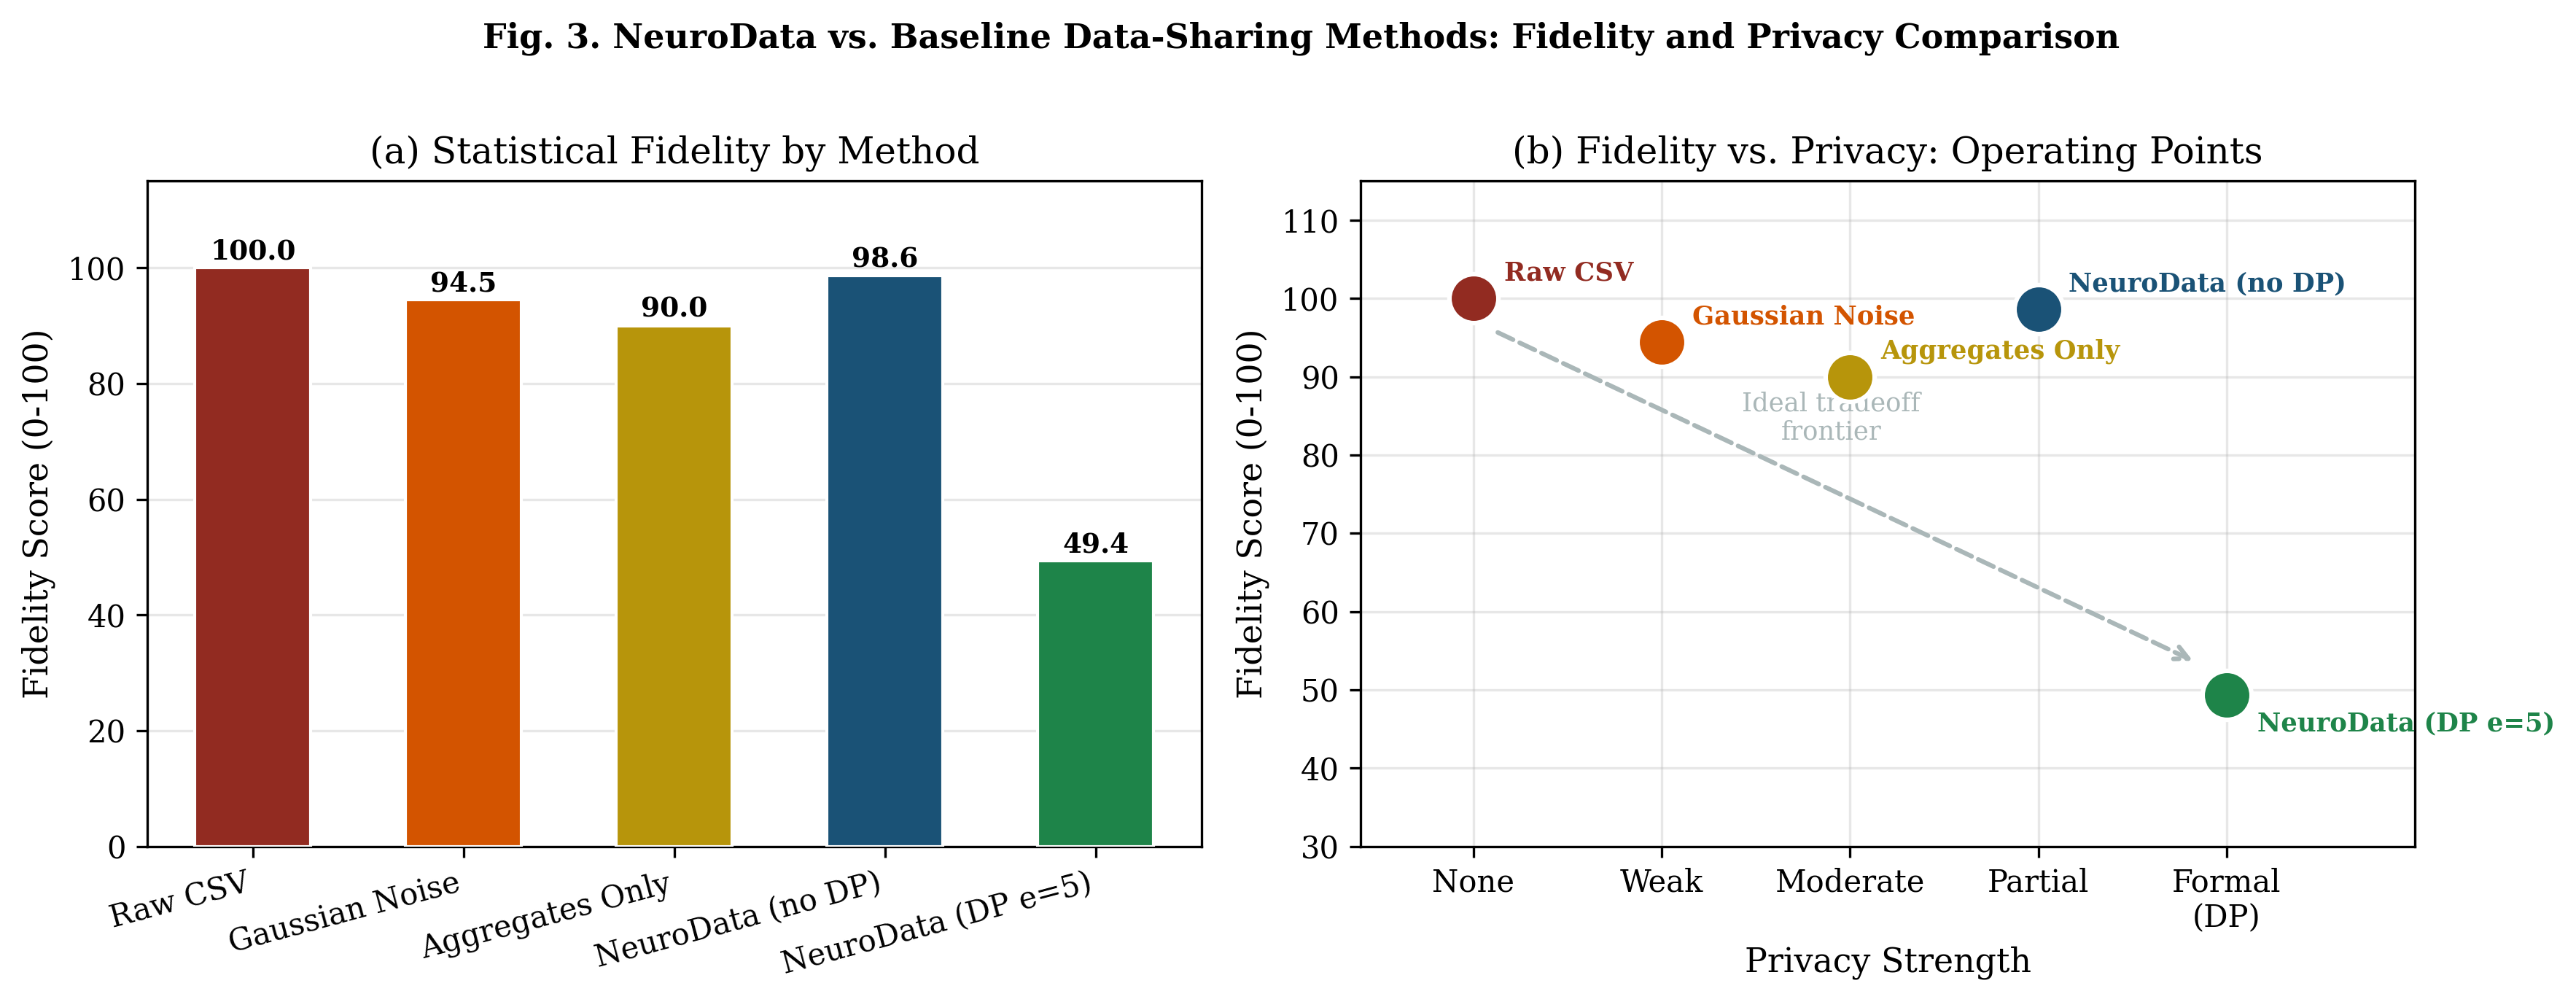 Fig. 3. NeuroData vs. Baseline Data-Sharing Methods: Fidelity and Privacy Comparison
(a) Statistical Fidelity by Method
Fidelity Score (0-100)
100
80
60
40
20
0
100.0
94.5
90.0
98.6
49.4
Raw CSV
Gaussian Noise
Aggregates Only
NeuroData (no DP)
NeuroData (DP e=5)
(b) Fidelity vs. Privacy: Operating Points
Fidelity Score (0-100)
110
100
90
80
70
60
50
40
30
Raw CSV
Gaussian Noise
Aggregates Only
NeuroData (no DP)
NeuroData (DP e=5)
Ideal tradeoff
frontier
None
Weak
Moderate
Partial
Formal
(DP)
Privacy Strength